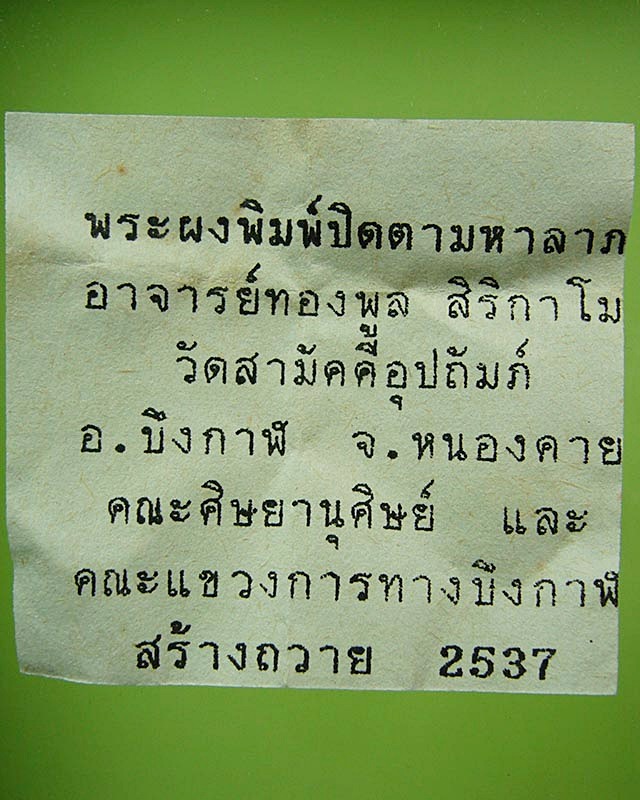 พระผงพิมพ์ปิดตามหาลาภ
อาจารย์ทองพูล สิริกาโม
วัดสามัคคีอุปถัมภ์
อ.บึงกาฬ จ.หนองคาย
คณะศิษยานุศิษย์ และ
คณะแขวงการทางบึงกาฬ
สร้างถวาย 2537